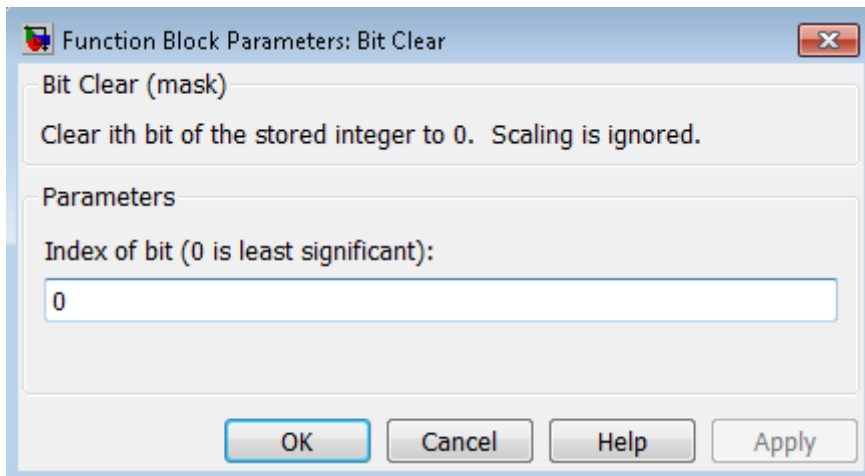 Function Block Parameters: Bit Clear
Bit Clear (mask)
Clear ith bit of the stored integer to 0.  Scaling is ignored.
Parameters
Index of bit (0 is least significant):
0
OK Cancel Help Apply